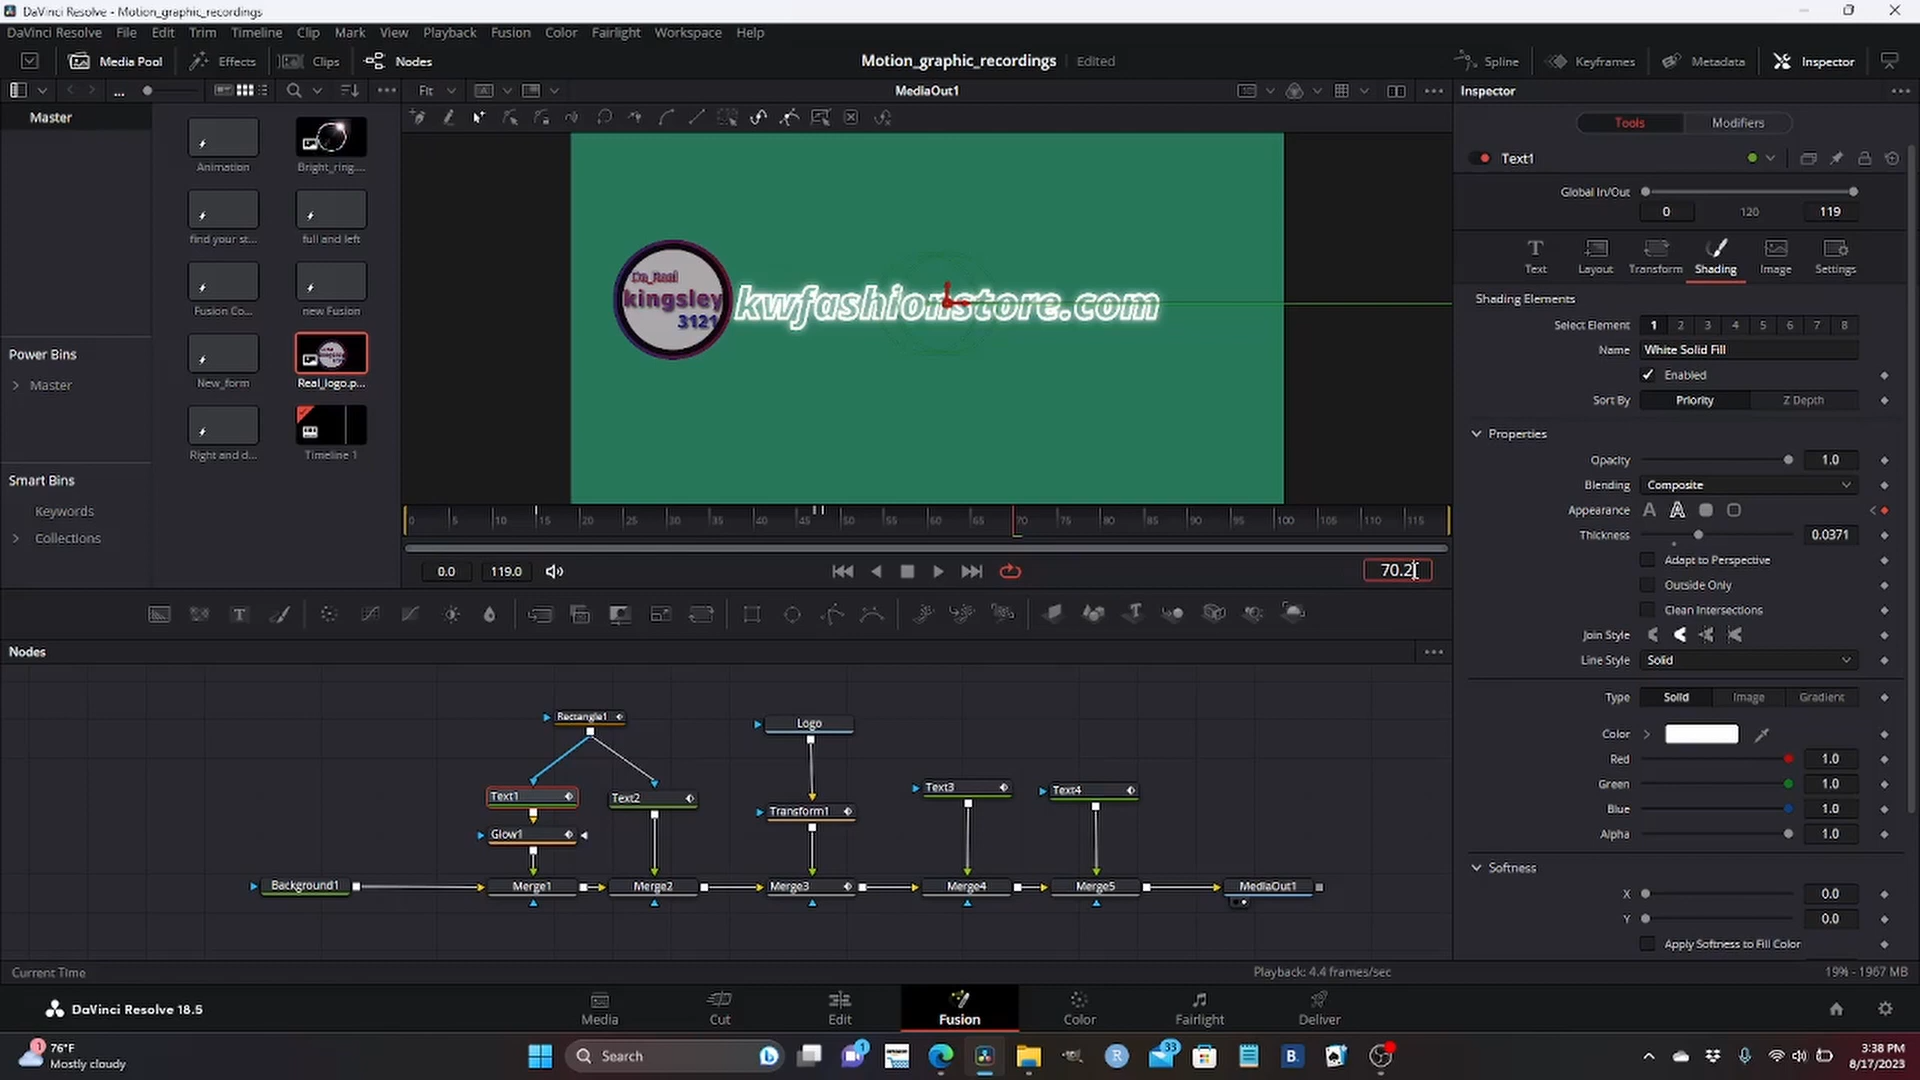 DaVinci Resolve - Motion_graphic_recordings
DaVinci Resolve File Edit Trim Timeline Clip Mark View Playback Fusion Color Fairlight Workspace Help
Media Pool Effects Clips Nodes Motion_graphic_recordings Edited Spline Keyframes Metadata Inspector
... Fit MediaOut1 Inspector
Master
Tools Modifiers
Animation Bright_ring....
Text1
Global In/Out
0 120 119
find your st... full and left
Text Layout Transform Shading Image Settings
Fusion Co... new Fusion
Da_Real
kingsley
3121
kwfashionstore.com
Shading Elements
Select Element 1 2 3 4 5 6 7 8
Name White Solid Fill
Enabled
Power Bins
Master
New_form Real_logo.p...
Sort By Priority Z Depth
Properties
Right and d... Timeline 1
Opacity 1.0
Smart Bins
Keywords
Collections
Blending Composite
Appearance
0 5 10 15 20 25 30 35 40 45 50 55 60 65 70 75 80 85 90 95 100 105 110 115
Thickness 0.0371
Adapt to Perspective
0.0 119.0 70.2
Outside Only
Clean Intersections
Join Style
Nodes
Line Style Solid
Type Solid Image Gradient
Rectangle1 Logo
Color
Red 1.0
Green 1.0
Blue 1.0
Alpha 1.0
Text1 Text2 Transform1 Text3 Text4
Glow1
Background1 Merge1 Merge2 Merge3 Merge4 Merge5 MediaOut1
Softness
X 0.0
Y 0.0
Apply Softness to Fill Color
Current Time Playback: 4.4 frames/sec 19% - 1967 MB
DaVinci Resolve 18.5 Media Cut Edit Fusion Color Fairlight Deliver
1 76°F
Mostly cloudy
Search
1
33
R
B.
3:38 PM
8/17/2023